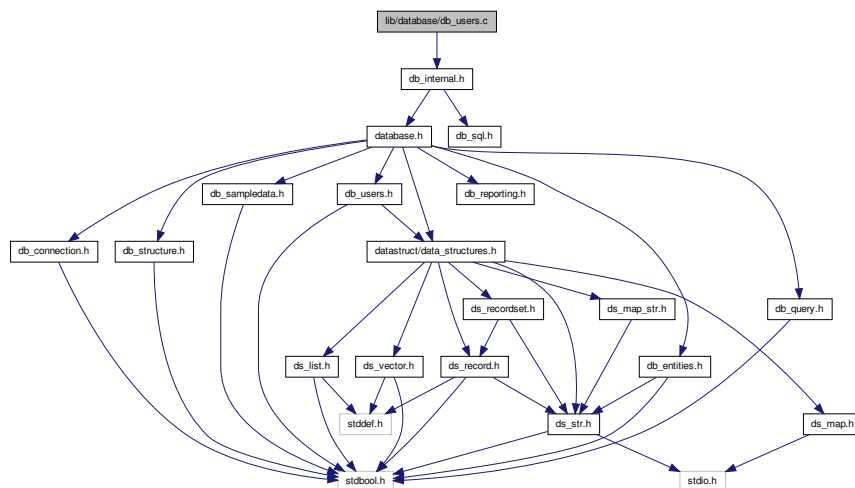 lib/database/db_users.c
db_internal.h
database.h
db_sql.h
db_sampledata.h
db_users.h
db_reporting.h
db_connection.h
db_structure.h
datastruct/data_structures.h
ds_recordset.h
ds_map_str.h
db_query.h
ds_list.h
ds_vector.h
ds_record.h
db_entities.h
stddef.h
ds_str.h
ds_map.h
stdbool.h
stdio.h